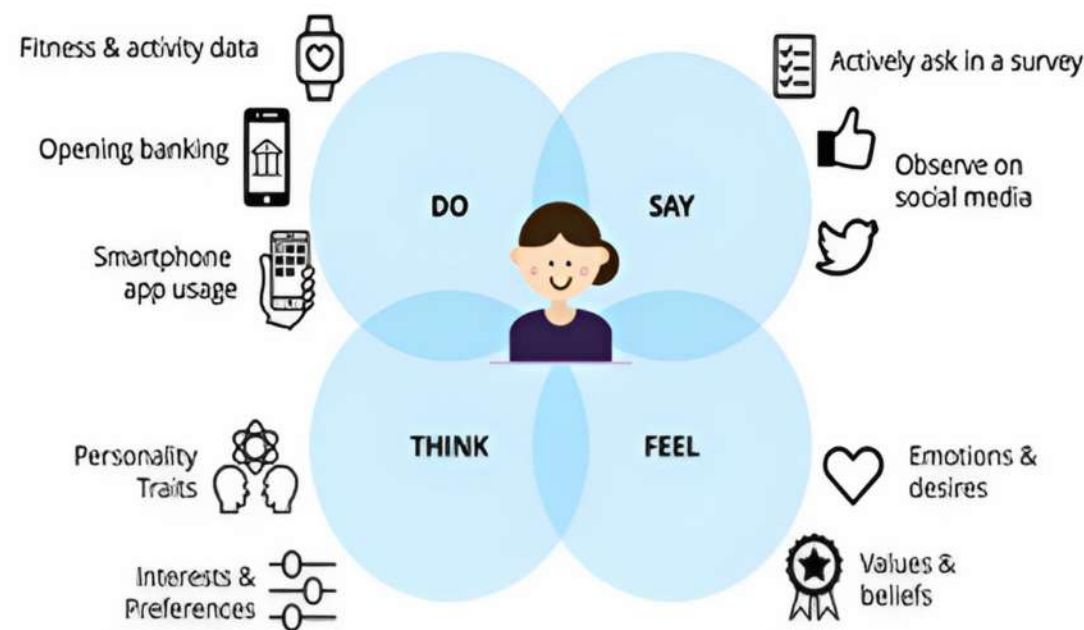 Fitness & activity data
Opening banking
Smartphone
app usage
DO
SAY
Actively ask in a survey
Observe on
social media
THINK
FEEL
Personality
Traits
Interests &
Preferences
Emotions &
desires
Values &
beliefs